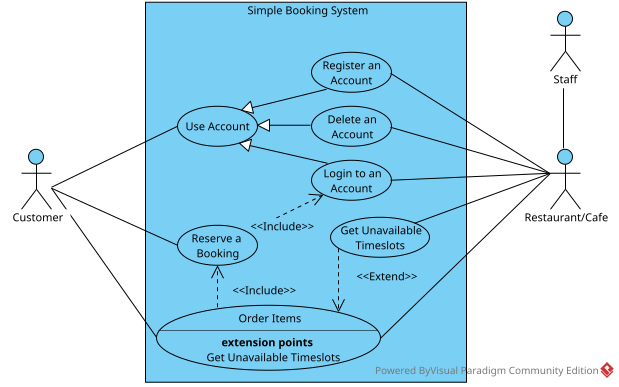 Simple Booking System
Register an
Account
Staff
Use Account
Delete an
Account
Login to an
Account
Customer
Restaurant/Cafe
<<Include>>
Get Unavailable
Timeslots
Reserve a
Booking
<<Extend>>
<<Include>>
Order Items
extension points
Get Unavailable Timeslots
Powered ByVisual Paradigm Community Edition